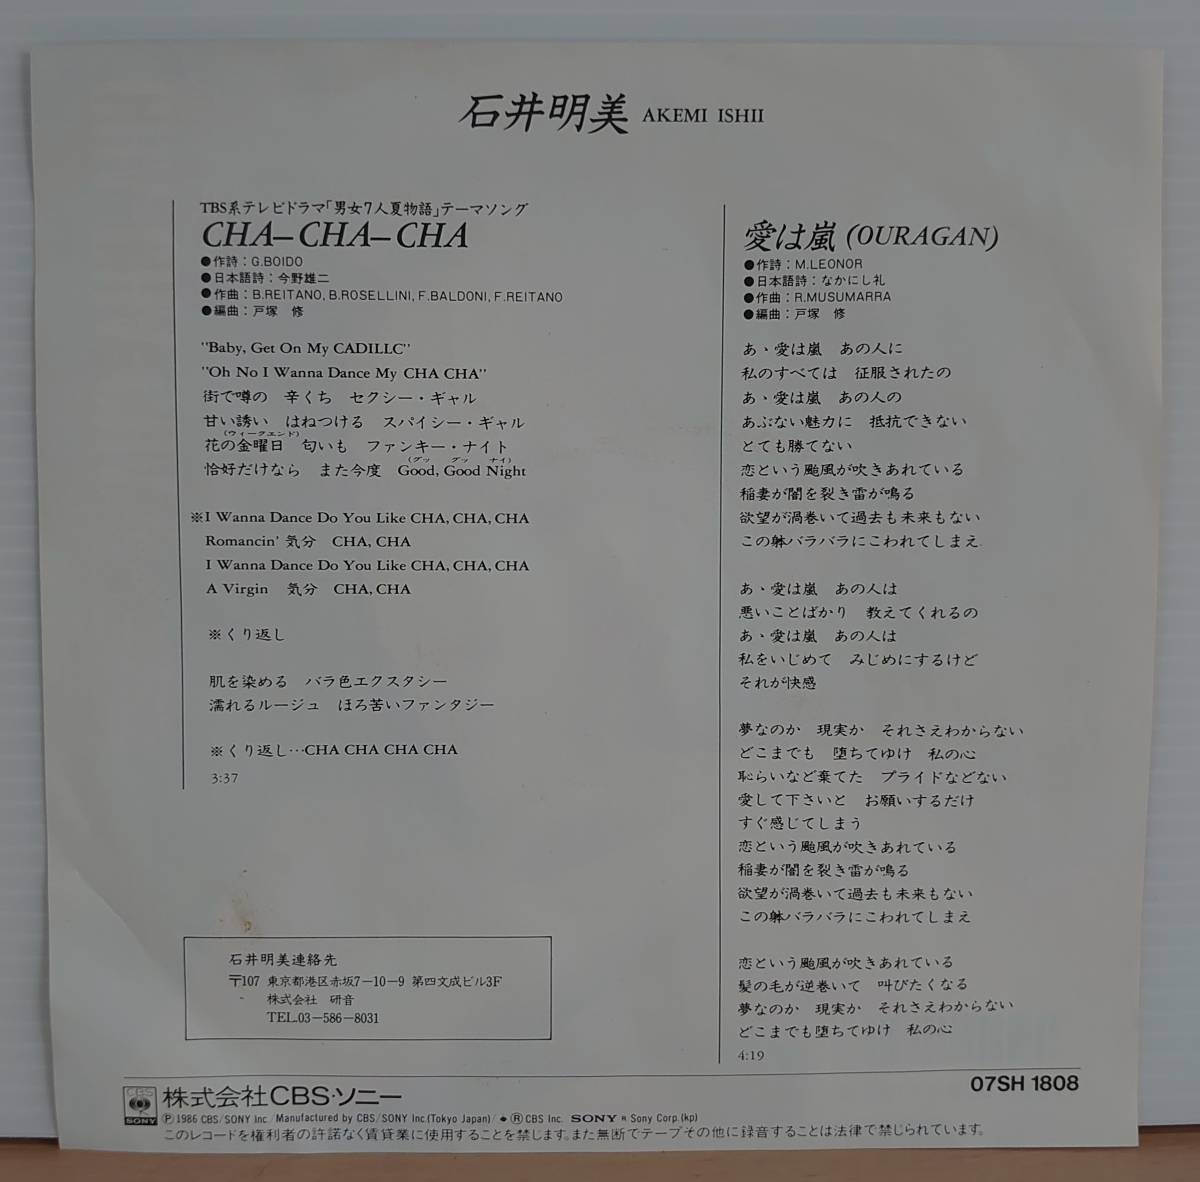 石井明美 AKEMI ISHII
TBS系テレビドラマ「男女7人夏物語」テーマソング
CHA–CHA–CHA
●作詩：G.BOIDO
●日本語詩：今野雄二
●作曲：B.REITANO, B.ROSELLINI, F.BALDONI, F.REITANO
●編曲：戸塚　修
"Baby, Get On My CADILLC"
"Oh No I Wanna Dance My CHA CHA"
街で噂の　辛くち　セクシー・ギャル
甘い誘い　はねつける　スパイシー・ギャル
(ウィークエンド)
花の金曜日　匂いも　ファンキー・ナイト
(グッ　グッ　ナイ)
恰好だけなら　また今度　Good, Good Night
※I Wanna Dance Do You Like CHA, CHA, CHA
Romancin' 気分　CHA, CHA
I Wanna Dance Do You Like CHA, CHA, CHA
A Virgin　気分　CHA, CHA
※くり返し
肌を染める　バラ色エクスタシー
濡れるルージュ　ほろ苦いファンタジー
※くり返し…CHA CHA CHA CHA
3:37
石井明美連絡先
〒107 東京都港区赤坂7−10−9 第四文成ビル3F
株式会社　研音
TEL.03−586−8031
愛は嵐 (OURAGAN)
●作詩：M.LEONOR
●日本語詩：なかにし礼
●作曲：R.MUSUMARRA
●編曲：戸塚　修
あゝ愛は嵐　あの人に
私のすべては　征服されたの
あゝ愛は嵐　あの人の
あぶない魅力に　抵抗できない
とても勝てない
恋という颱風が吹きあれている
稲妻が闇を裂き雷が鳴る
欲望が渦巻いて過去も未来もない
この躰バラバラにこわれてしまえ
あゝ愛は嵐　あの人は
悪いことばかり　教えてくれるの
あゝ愛は嵐　あの人は
私をいじめて　みじめにするけど
それが快感
夢なのか　現実か　それさえわからない
どこまでも　堕ちてゆけ　私の心
恥らいなど棄てた　プライドなどない
愛して下さいと　お願いするだけ
すぐ感じてしまう
恋という颱風が吹きあれている
稲妻が闇を裂き雷が鳴る
欲望が渦巻いて過去も未来もない
この躰バラバラにこわれてしまえ
恋という颱風が吹きあれている
髪の毛が逆巻いて　叫びたくなる
夢なのか　現実か　それさえわからない
どこまでも堕ちてゆけ　私の心
4:19
07SH 1808
CBS SONY 株式会社CBS・ソニー
Ⓟ1986 CBS/SONY Inc./Manufactured by CBS/SONY Inc.(Tokyo Japan)/ Ⓡ CBS Inc. SONY ® Sony Corp.(kp)
このレコードを権利者の許諾なく賃貸業に使用することを禁じます。また無断でテープその他に録音することは法律で禁じられています。